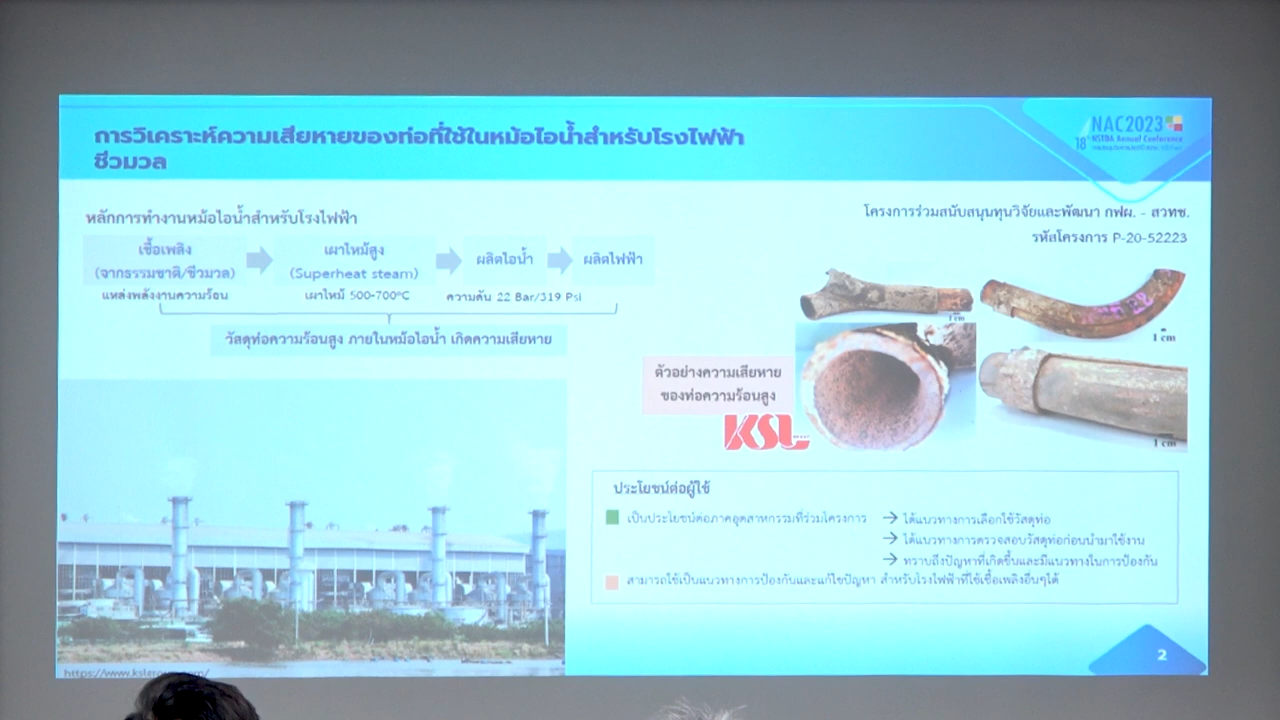 การวิเคราะห์ความเสียหายของท่อที่ใช้ในหม้อไอน้ำสำหรับโรงไฟฟ้า
ชีวมวล
NAC2023
18th NSTDA Annual Conference
หลักการทำงานหม้อไอน้ำสำหรับโรงไฟฟ้า
โครงการร่วมสนับสนุนทุนวิจัยและพัฒนา กฟผ. - สวทช.
รหัสโครงการ P-20-52223
เชื้อเพลิง
(จากธรรมชาติ/ชีวมวล)
เผาไหม้สูง
(Superheat steam)
ผลิตไอน้ำ
ผลิตไฟฟ้า
แหล่งพลังงานความร้อน
เผาไหม้ 500-700°C
ความดัน 22 Bar/319 Psi
วัสดุท่อความร้อนสูง ภายในหม้อไอน้ำ เกิดความเสียหาย
1 cm
1 cm
1 cm
ตัวอย่างความเสียหาย
ของท่อความร้อนสูง
KSL
ประโยชน์ต่อผู้ใช้
เป็นประโยชน์ต่อภาคอุตสาหกรรมที่ร่วมโครงการ → ได้แนวทางการเลือกใช้วัสดุท่อ
→ ได้แนวทางการตรวจสอบวัสดุท่อก่อนนำมาใช้งาน
→ ทราบถึงปัญหาที่เกิดขึ้นและมีแนวทางในการป้องกัน
สามารถใช้เป็นแนวทางการป้องกันและแก้ไขปัญหา สำหรับโรงไฟฟ้าที่ใช้เชื้อเพลิงอื่นๆได้
2